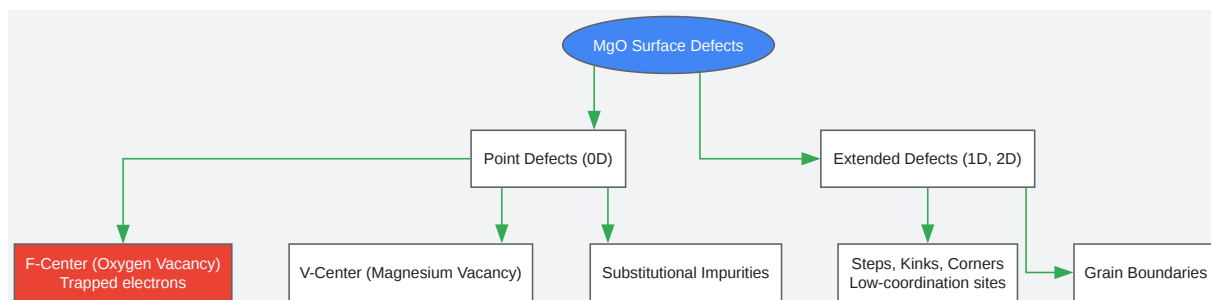 MgO Surface Defects
Point Defects (0D)
Extended Defects (1D, 2D)
F-Center (Oxygen Vacancy)
Trapped electrons
V-Center (Magnesium Vacancy)
Substitutional Impurities
Steps, Kinks, Corners
Low-coordination sites
Grain Boundaries